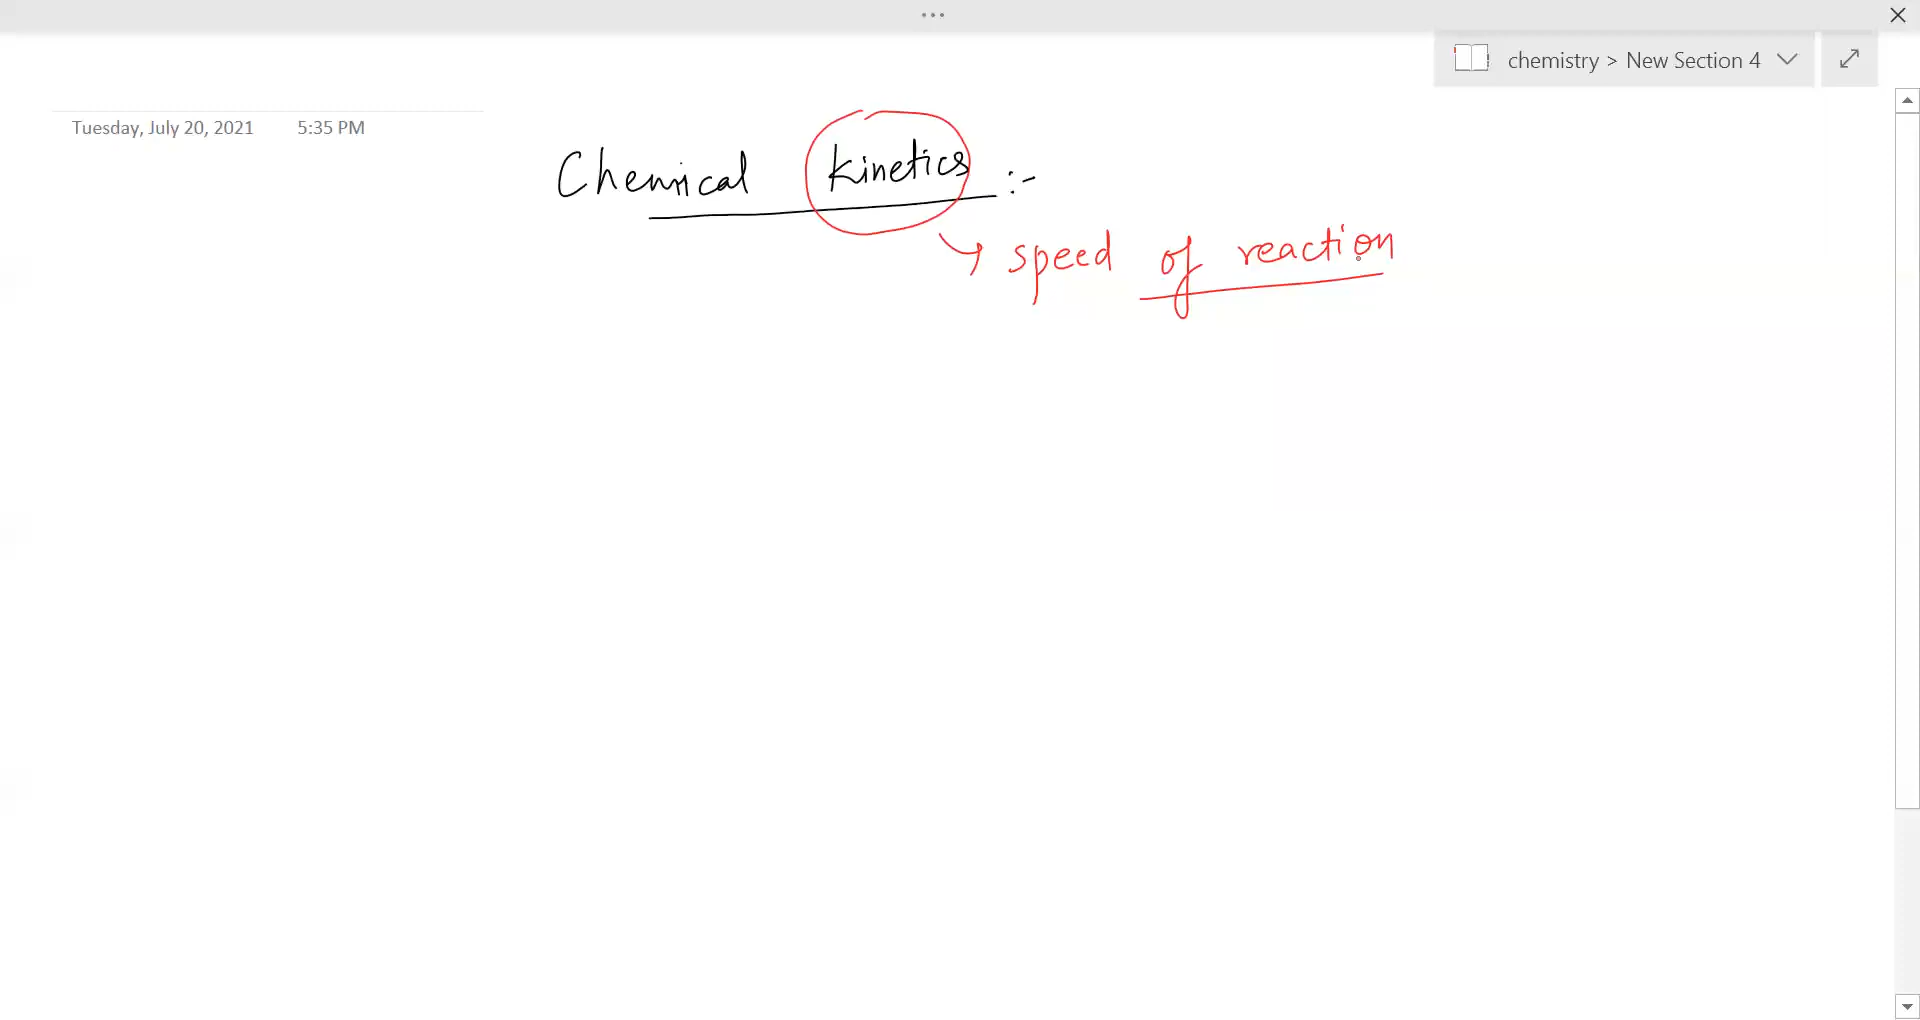 chemistry > New Section 4
Tuesday, July 20, 2021 5:35 PM
Chemical Kinetics :-
speed of reaction